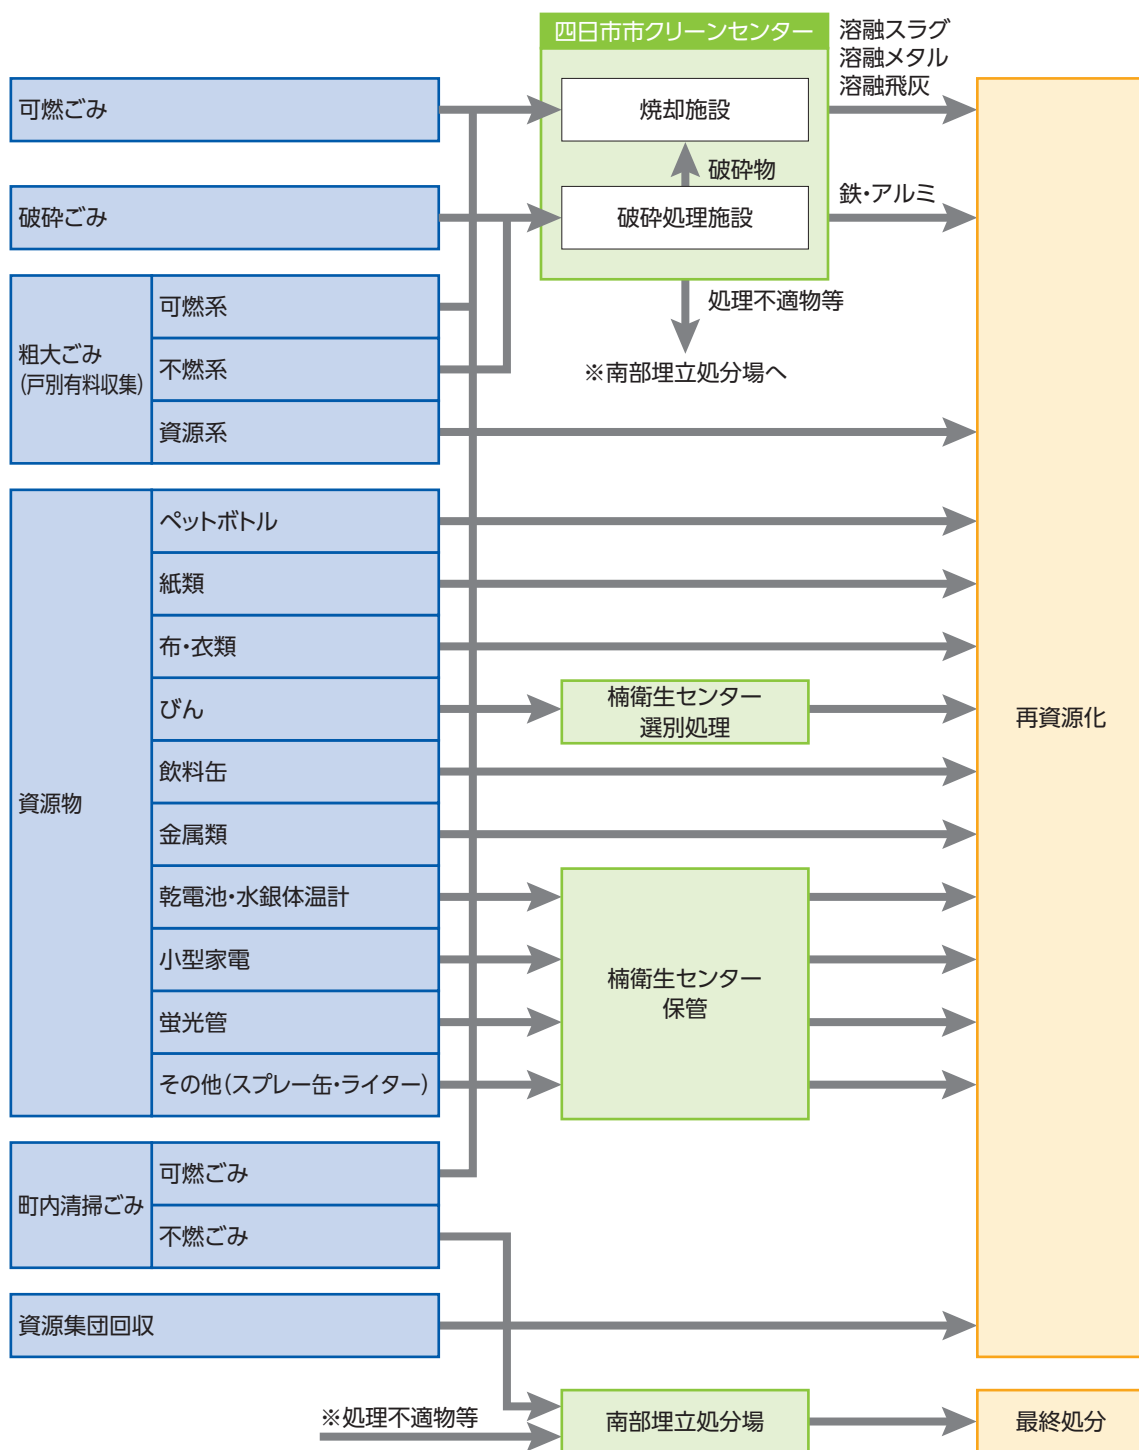 四日市市クリーンセンター
溶融スラグ
溶融メタル
溶融飛灰
可燃ごみ
焼却施設
破砕物
破砕ごみ
破砕処理施設
鉄・アルミ
粗大ごみ
(戸別有料収集)
可燃系
不燃系
資源系
処理不適物等
※南部埋立処分場へ
資源物
ペットボトル
紙類
布・衣類
びん
楠衛生センター
選別処理
再資源化
飲料缶
金属類
乾電池・水銀体温計
小型家電
蛍光管
その他(スプレー缶・ライター)
楠衛生センター
保管
町内清掃ごみ
可燃ごみ
不燃ごみ
資源集団回収
※処理不適物等
南部埋立処分場
最終処分